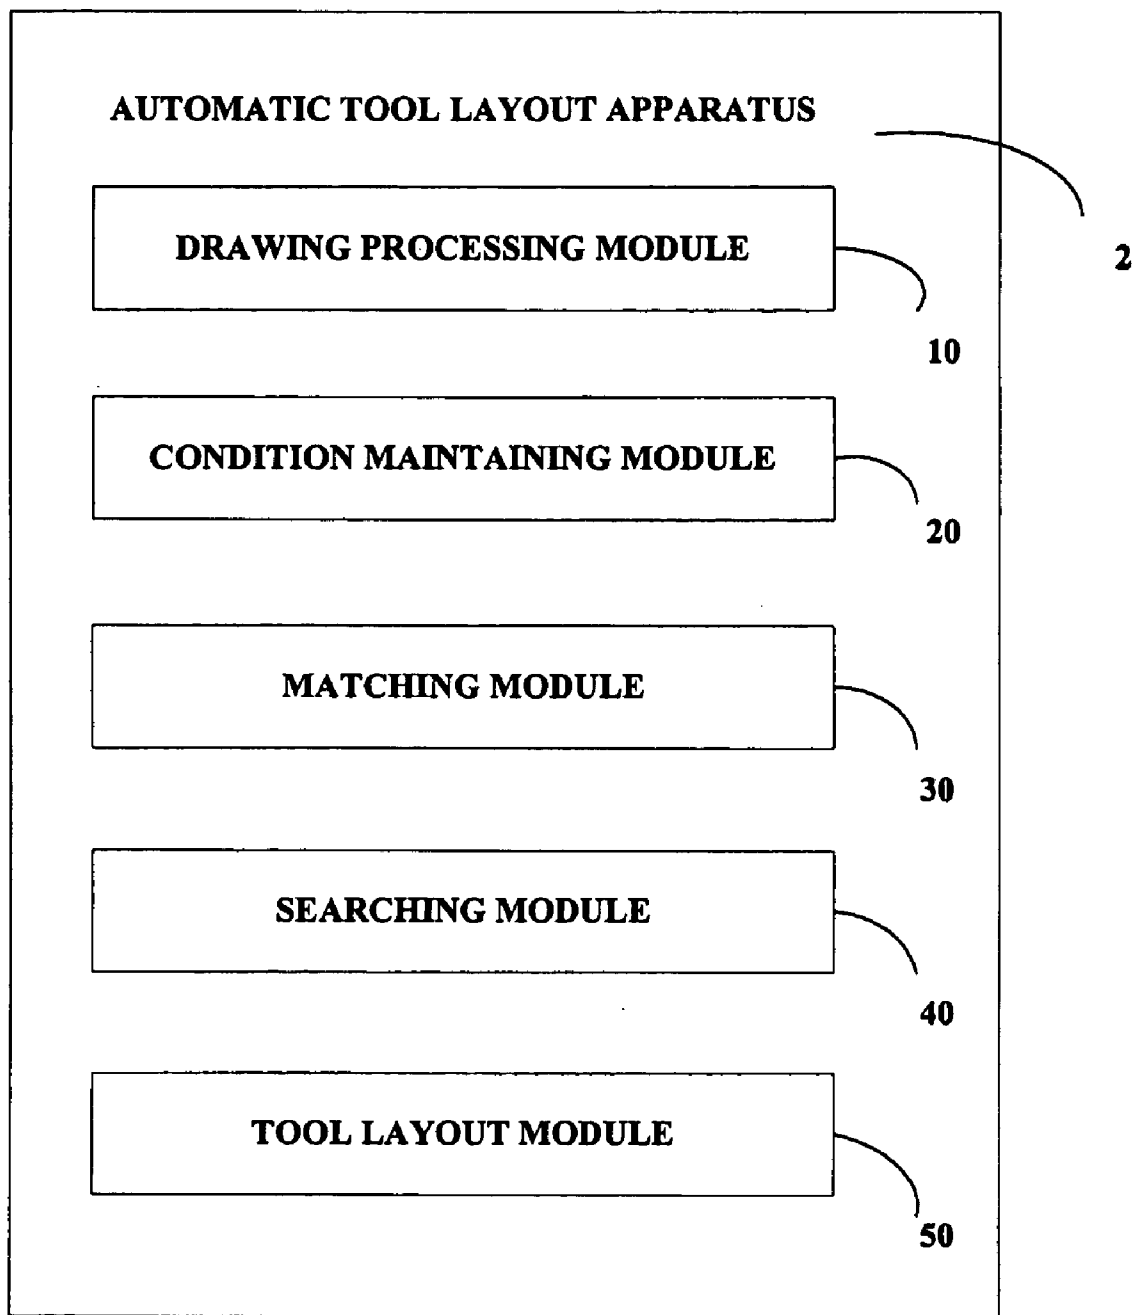 AUTOMATIC TOOL LAYOUT APPARATUS
2
DRAWING PROCESSING MODULE
10
CONDITION MAINTAINING MODULE
20
MATCHING MODULE
30
SEARCHING MODULE
40
TOOL LAYOUT MODULE
50